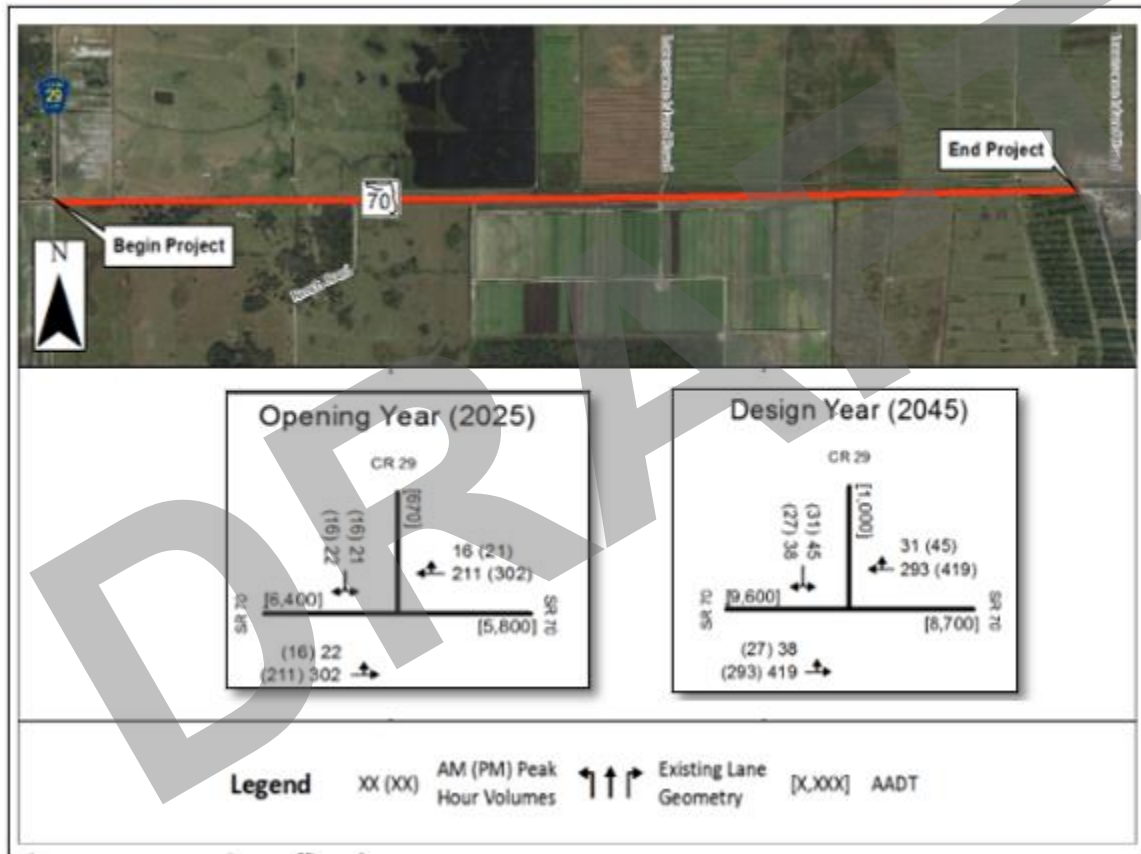 29
70
Begin Project
End Project
N
DRAFT
Opening Year (2025)
CR 29
[670]
(16) 21
(16) 22
16 (21)
211 (302)
[6,400]
SR 70
[5,800]
SR 70
(16) 22
(211) 302
Design Year (2045)
CR 29
[1,000]
(31) 45
(27) 38
31 (45)
293 (419)
[9,600]
SR 70
[8,700]
SR 70
(27) 38
(293) 419
Legend
XX (XX)
AM (PM) Peak
Hour Volumes
Existing Lane
Geometry
[X,XXX]
AADT